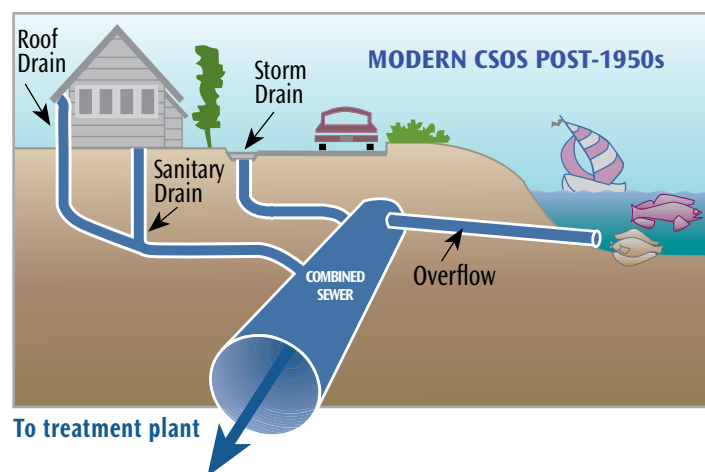 Roof
Drain
MODERN CSOS POST-1950s
Storm
Drain
Sanitary
Drain
Overflow
COMBINED
SEWER
To treatment plant